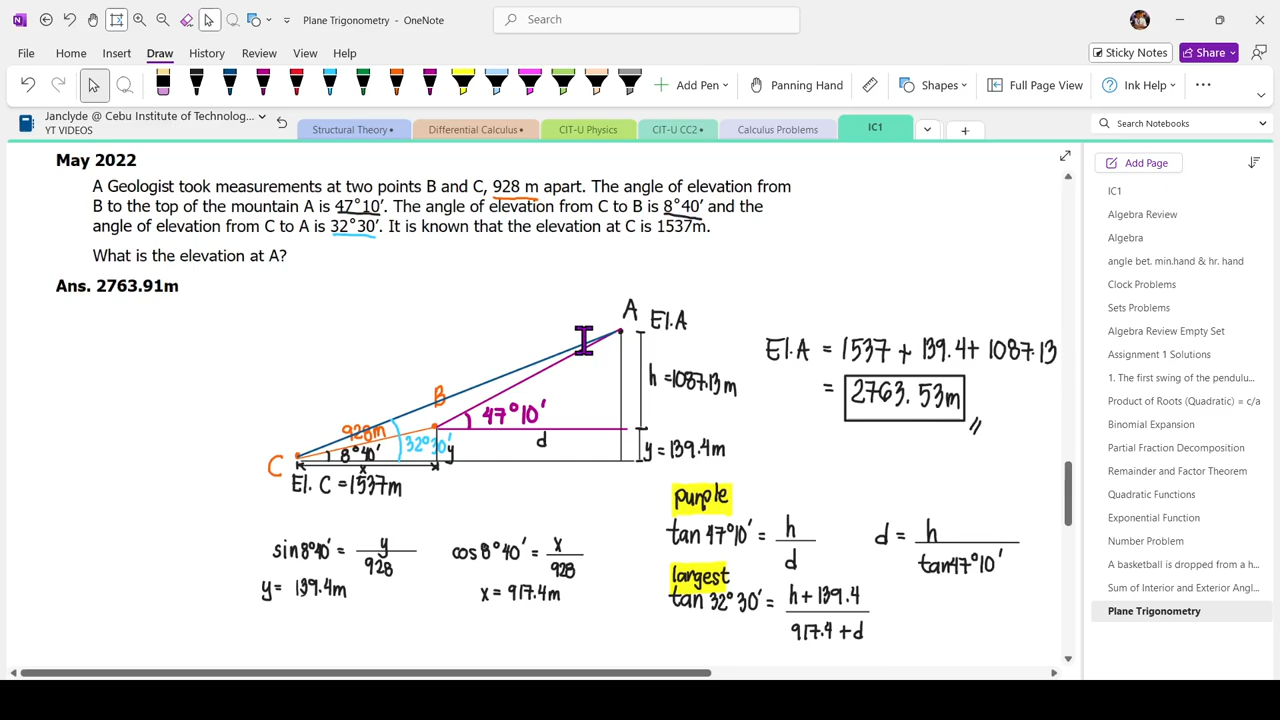 Plane Trigonometry - OneNote
Search
File Home Insert Draw History Review View Help
Sticky Notes
Share
Add Pen
Panning Hand
Shapes
Full Page View
Ink Help
Janclyde @ Cebu Institute of Technolog...
YT VIDEOS
Structural Theory
Differential Calculus
CIT-U Physics
CIT-U CC2
Calculus Problems
IC1
Search Notebooks
Add Page
May 2022
A Geologist took measurements at two points B and C, 928 m apart. The angle of elevation from
B to the top of the mountain A is 47°10′. The angle of elevation from C to B is 8°40′ and the
angle of elevation from C to A is 32°30′. It is known that the elevation at C is 1537m.
What is the elevation at A?
Ans. 2763.91m
A El.A
h = 1087.13m
B
47°10′
928m
32°30′
8°40′
d
y
y = 139.4m
C
x
El. C = 1537m
El.A = 1537 + 139.4 + 1087.13
= 2763.53m
sin 8°40′ = y
928
y = 139.4m
cos 8°40′ = x
928
x = 917.4m
purple
tan 47°10′ = h
d
d = h
tan 47°10′
largest
tan 32°30′ = h + 139.4
917.4 + d
IC1
Algebra Review
Algebra
angle bet. min.hand & hr. hand
Clock Problems
Sets Problems
Algebra Review Empty Set
Assignment 1 Solutions
1. The first swing of the pendulu...
Product of Roots (Quadratic) = c/a
Binomial Expansion
Partial Fraction Decomposition
Remainder and Factor Theorem
Quadratic Functions
Exponential Function
Number Problem
A basketball is dropped from a h...
Sum of Interior and Exterior Angl...
Plane Trigonometry